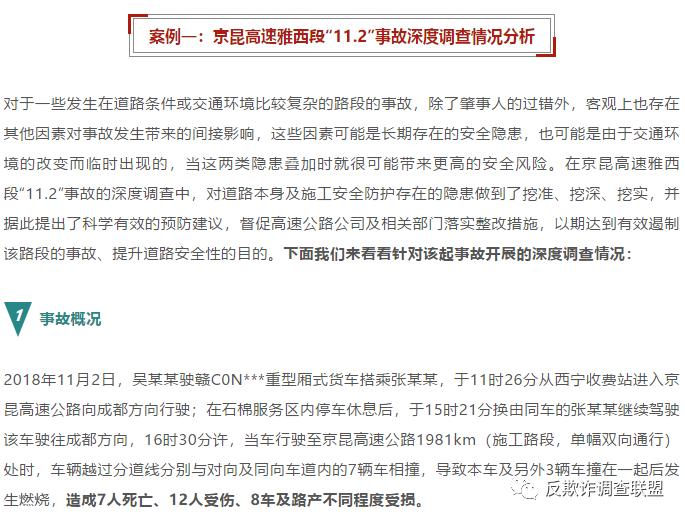 案例一：京昆高速雅西段“11.2”事故深度调查情况分析
对于一些发生在道路条件或交通环境比较复杂的路段的事故，除了肇事人的过错外，客观上也存在
其他因素对事故发生带来的间接影响，这些因素可能是长期存在的安全隐患，也可能是由于交通环
境的改变而临时出现的，当这两类隐患叠加时就很可能带来更高的安全风险。在京昆高速雅西
段“11.2”事故的深度调查中，对道路本身及施工安全防护存在的隐患做到了挖准、挖深、挖实，并
据此提出了科学有效的预防建议，督促高速公路公司及相关部门落实整改措施，以期达到有效遏制
该路段的事故、提升道路安全性的目的。下面我们来看看针对该起事故开展的深度调查情况：
1 事故概况
2018年11月2日，吴某某驶赣C0N***重型厢式货车搭乘张某某，于11时26分从西宁收费站进入京
昆高速公路向成都方向行驶；在石棉服务区内停车休息后，于15时21分换由同车的张某某继续驾驶
该车驶往成都方向，16时30分许，当车行驶至京昆高速公路1981km（施工路段，单幅双向通行）
处时，车辆越过分道线分别与对向及同向车道内的7辆车相撞，导致本车及另外3辆车撞在一起后发
生燃烧，造成7人死亡、12人受伤、8车及路产不同程度受损。
反欺诈调查联盟